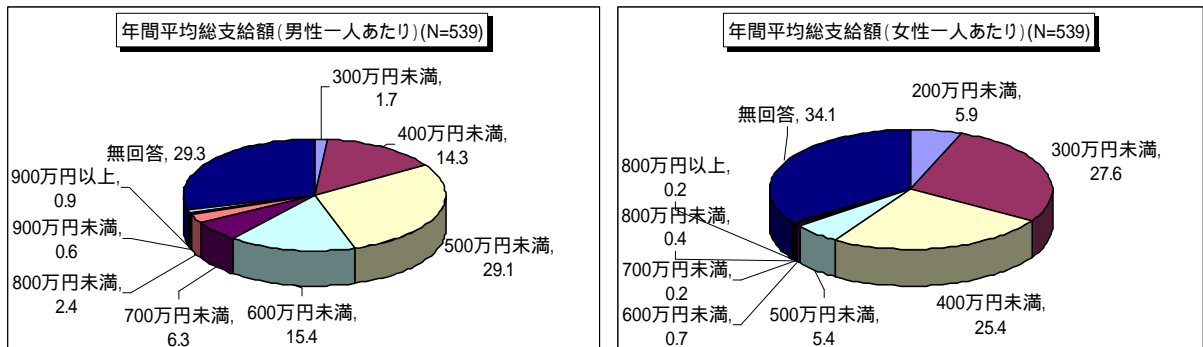 年間平均総支給額(男性一人あたり)(N=539)
300万円未満,
1.7
400万円未満,
14.3
500万円未満,
29.1
600万円未満,
15.4
700万円未満,
6.3
800万円未満,
2.4
900万円未満,
0.6
900万円以上,
0.9
無回答, 29.3
年間平均総支給額(女性一人あたり)(N=539)
200万円未満,
5.9
300万円未満,
27.6
400万円未満,
25.4
500万円未満,
5.4
600万円未満,
0.7
700万円未満,
0.2
800万円未満,
0.4
800万円以上,
0.2
無回答, 34.1